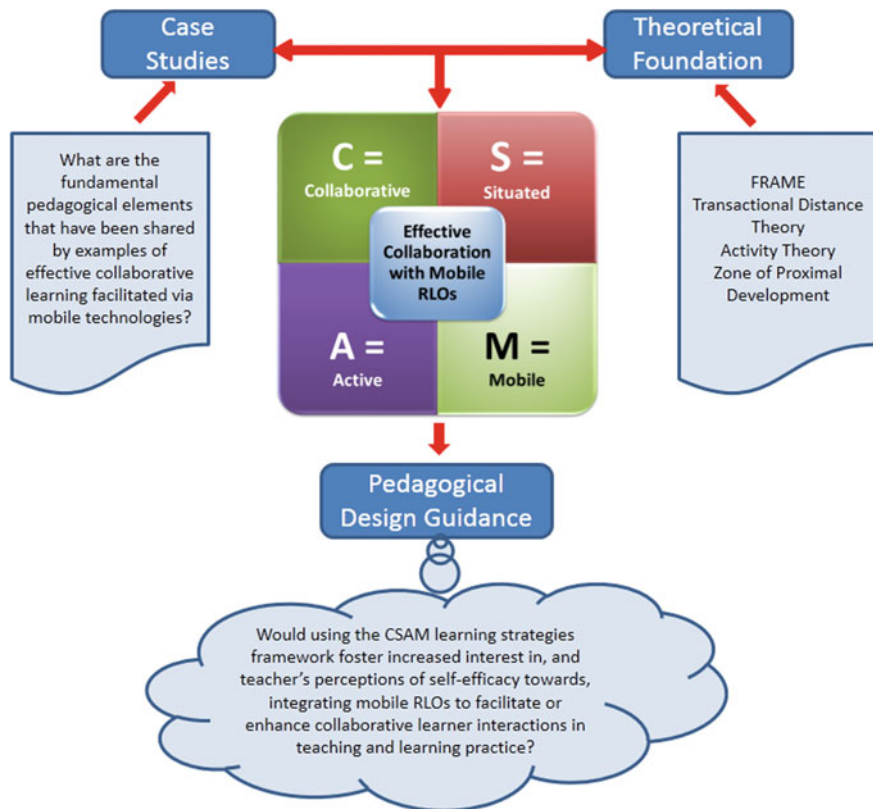 Case
Studies
Theoretical
Foundation
What are the
fundamental
pedagogical elements
that have been shared
by examples of
effective collaborative
learning facilitated via
mobile technologies?
C =
Collaborative
S =
Situated
Effective
Collaboration
with Mobile
RLOs
A =
Active
M =
Mobile
FRAME
Transactional Distance
Theory
Activity Theory
Zone of Proximal
Development
Pedagogical
Design Guidance
Would using the CSAM learning strategies
framework foster increased interest in, and
teacher's perceptions of self-efficacy towards,
integrating mobile RLOs to facilitate or
enhance collaborative learner interactions in
teaching and learning practice?